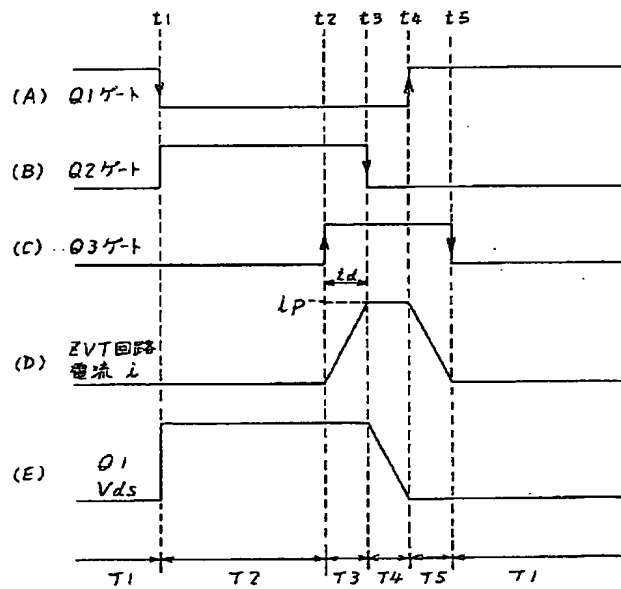 t1 t2 t3 t4 t5
(A) Q1ゲート
(B) Q2ゲート
(C) Q3ゲート
td
ip
(D) ZVT回路
電流 i
(E) Q1
Vds
T1 T2 T3 T4 T5 T1